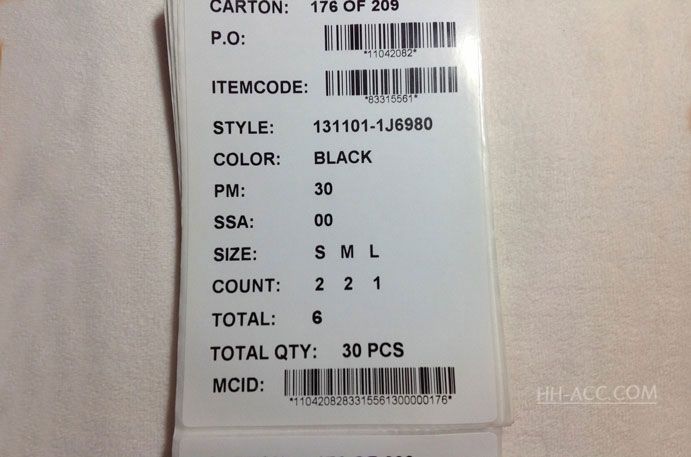 CARTON: 176 OF 209
P.O:
*11042082*
ITEMCODE:
*83315561*
STYLE: 131101-1J6980
COLOR: BLACK
PM: 30
SSA: 00
SIZE: S M L
COUNT: 2 2 1
TOTAL: 6
TOTAL QTY: 30 PCS
MCID:
*110420828331556130000176*
HH-ACC.COM